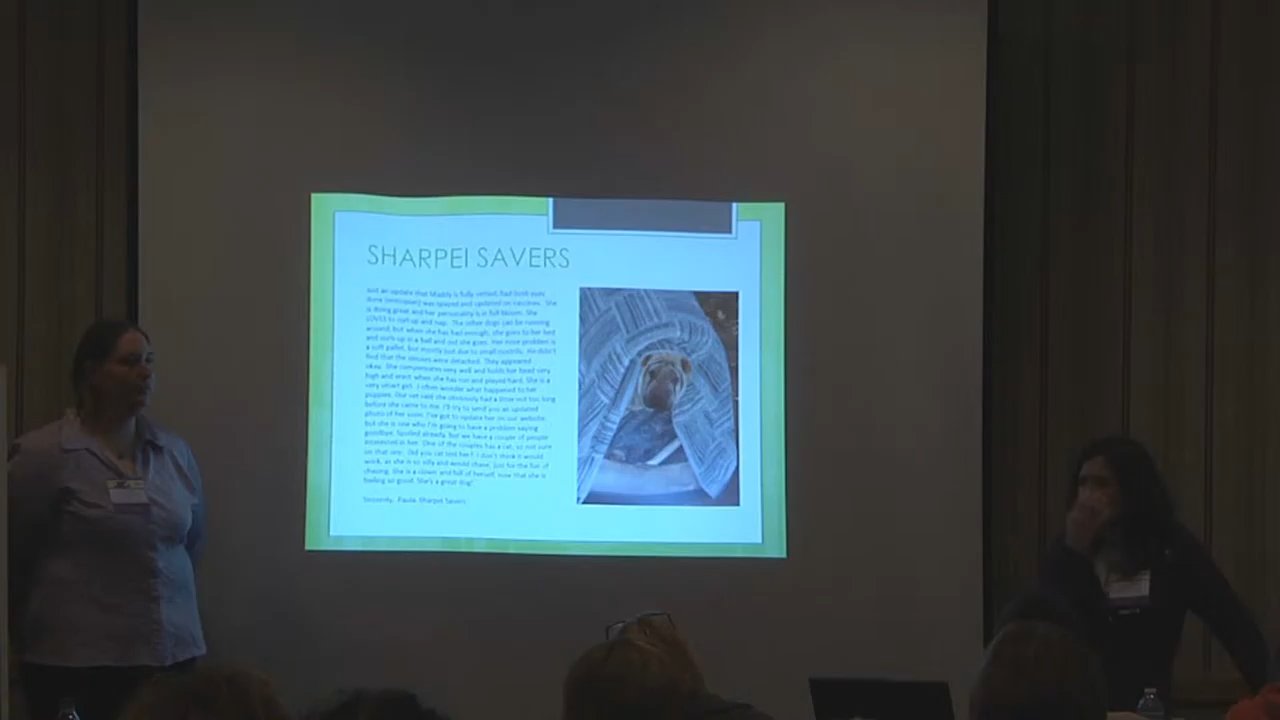 SHARPEI SAVERS
Just an update that Maddy is fully vetted, had both eyes
done (entropion) was spayed and updated on vaccines. She
is doing great and her personality is in full bloom. She
LOVES to curl up and nap. The other dogs can be running
around, but when she has had enough, she goes to her bed
and curls up in a ball and out she goes. Her nose problem is
a soft pallet, but mostly just due to small nostrils. He didn't
find that the sinuses were detached. They appeared
okay. She compensates very well and holds her head very
high and erect when she has run and played hard. She is a
very smart girl. I often wonder what happened to her
puppies. Our vet said she obviously had a litter not too long
before she came to me. I'll try to send you an updated
photo of her soon. I've got to update her on our website,
but she is one who I'm going to have a problem saying
goodbye. Spoiled already, but we have a couple of people
interested in her. One of the couples has a cat, so not sure
on that one. Did you cat test her? I don't think it would
work, as she is so silly and would chase, just for the fun of
chasing. She is a clown and full of herself, now that she is
feeling so good. She's a great dog!
Sincerely, Paula, Sharpei Savers